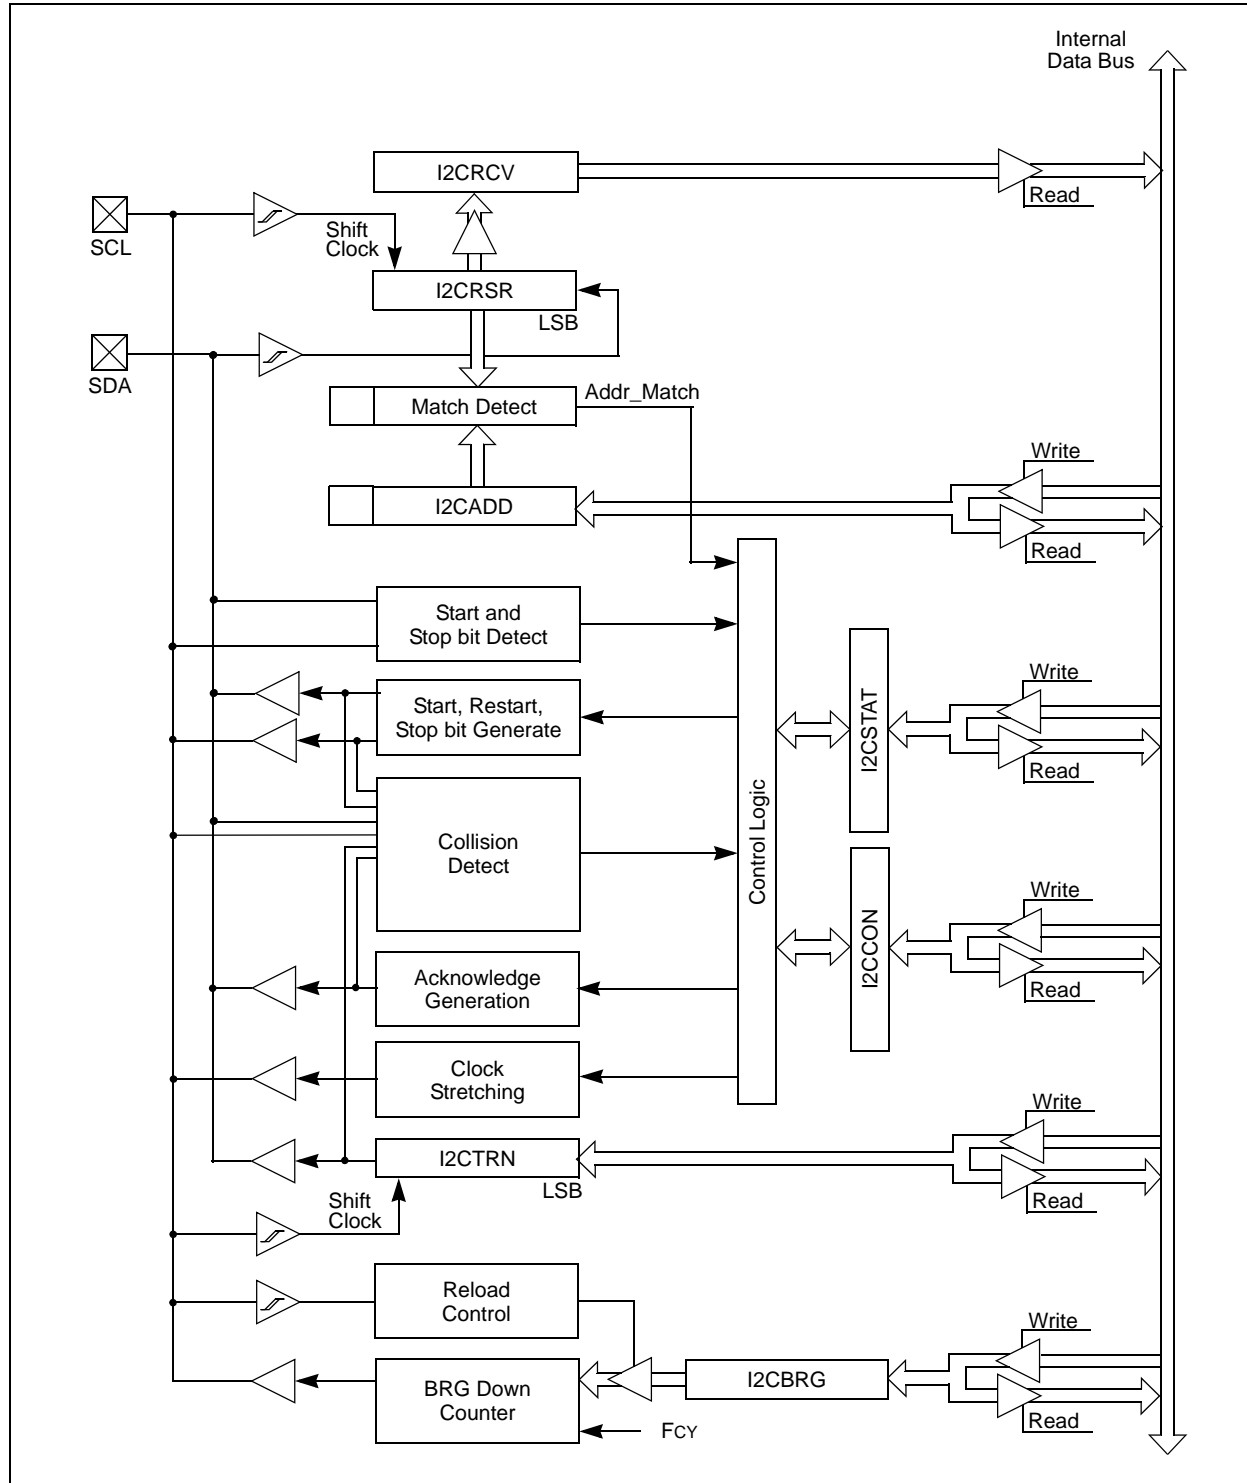 Internal
Data Bus
I2CRCV
Read
SCL
Shift
Clock
I2CRSR
LSB
SDA
Match Detect
Addr_Match
Write
I2CADD
Read
Start and
Stop bit Detect
Start, Restart,
Stop bit Generate
Write
I2CSTAT
Read
Collision
Detect
Control Logic
Write
I2CCON
Read
Acknowledge
Generation
Clock
Stretching
Write
I2CTRN
LSB
Read
Shift
Clock
Reload
Control
Write
I2CBRG
BRG Down
Counter
Read
FCY